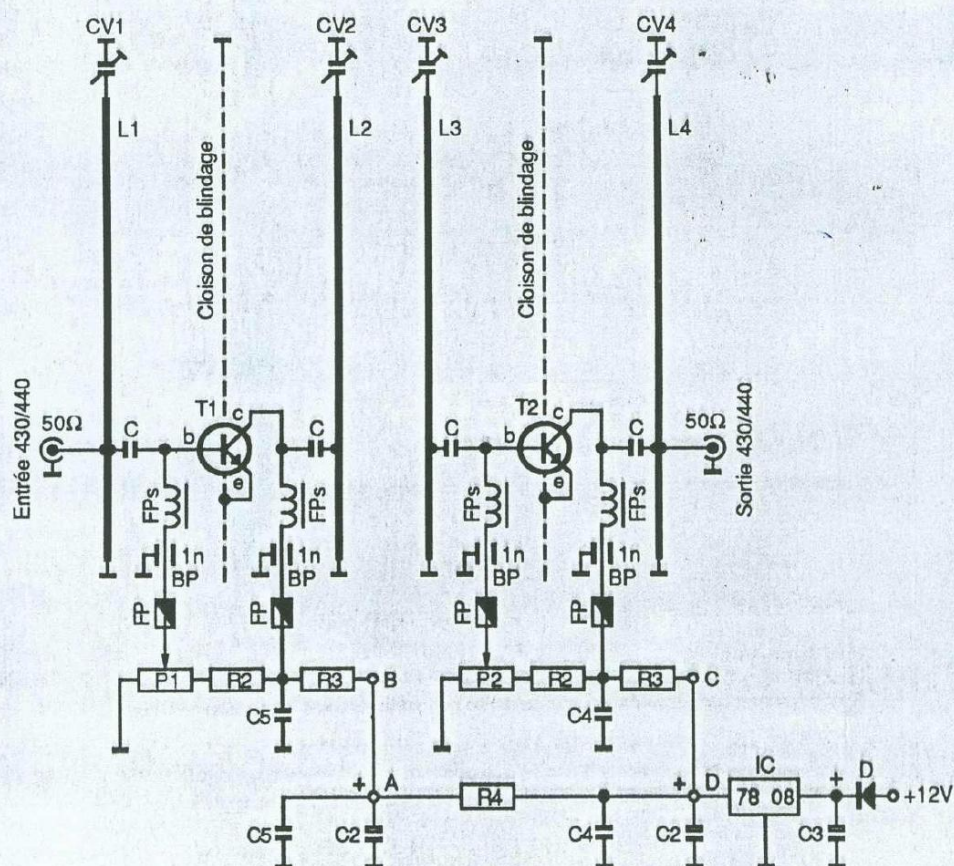 CV1 CV2 CV3 CV4
L1 L2 L3 L4
Cloison de blindage
Cloison de blindage
Entrée 430/440
50Ω C b T1 c e C
C b T2 c e C 50Ω
Sortie 430/440
FPs FPs FPs FPs
1n 1n 1n 1n
BP BP BP BP
FP FP FP FP
P1 R2 R3 B P2 R2 R3 C
C5 C4
+ A R4 + D IC 78 08 + D +12V
C5 C2 C4 C2 C3